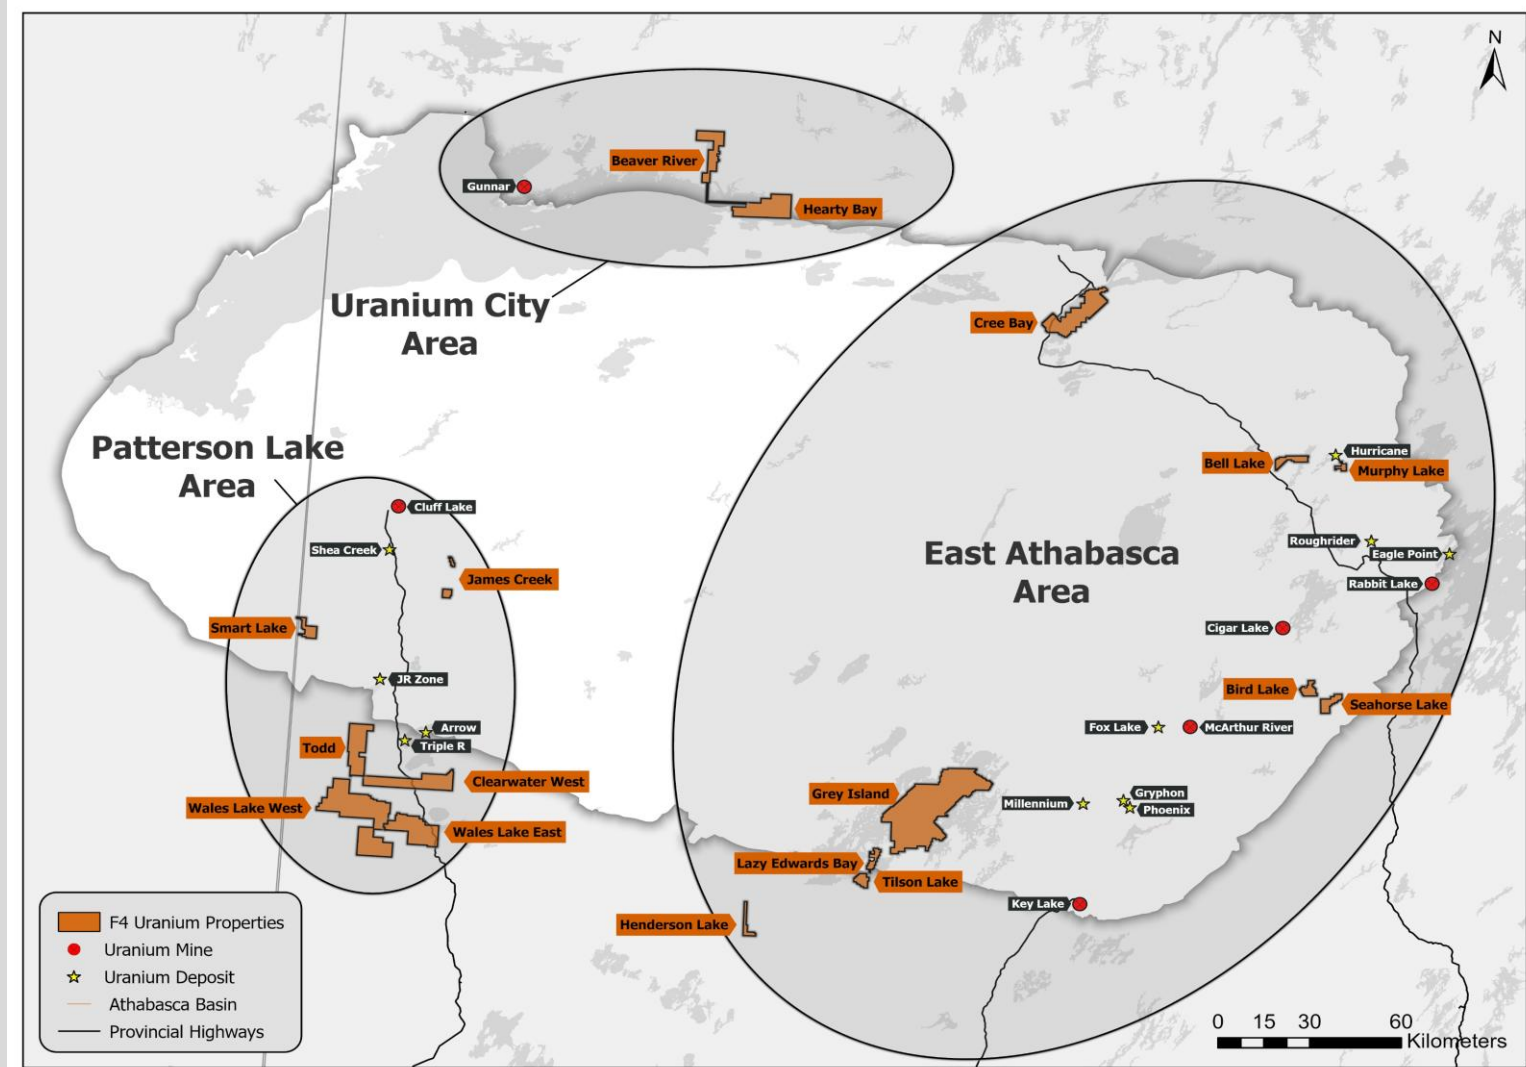 N
Beaver River
Gunnar
Hearty Bay
Uranium City
Area
Cree Bay
Patterson Lake
Area
Hurricane
Bell Lake
Murphy Lake
Cluff Lake
Shea Creek
Roughrider
Eagle Point
East Athabasca
Area
James Creek
Rabbit Lake
Smart Lake
Cigar Lake
JR Zone
Bird Lake
Seahorse Lake
Arrow
Fox Lake
McArthur River
Todd
Triple R
Clearwater West
Grey Island
Gryphon
Wales Lake West
Millennium
Phoenix
Wales Lake East
Lazy Edwards Bay
Tilson Lake
Key Lake
Henderson Lake
F4 Uranium Properties
Uranium Mine
Uranium Deposit
Athabasca Basin
Provincial Highways
0 15 30 60
Kilometers